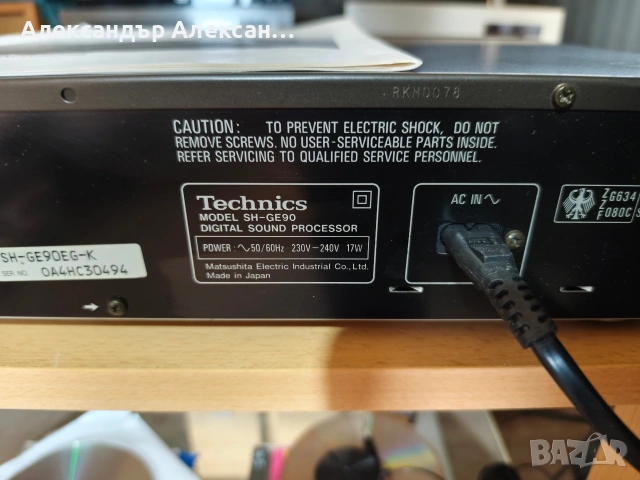 Александър Алексан...
RKM0078
CAUTION: TO PREVENT ELECTRIC SHOCK, DO NOT
REMOVE SCREWS. NO USER-SERVICEABLE PARTS INSIDE.
REFER SERVICING TO QUALIFIED SERVICE PERSONNEL.
Technics
MODEL SH-GE90
DIGITAL SOUND PROCESSOR
POWER: ∿50/60Hz 230V-240V 17W
Matsushita Electric Industrial Co., Ltd.
Made in Japan
AC IN ∿
ZG634
F080C/S
SH-GE90EG-K
SER. NO. 0A4HC30494
BAZAR